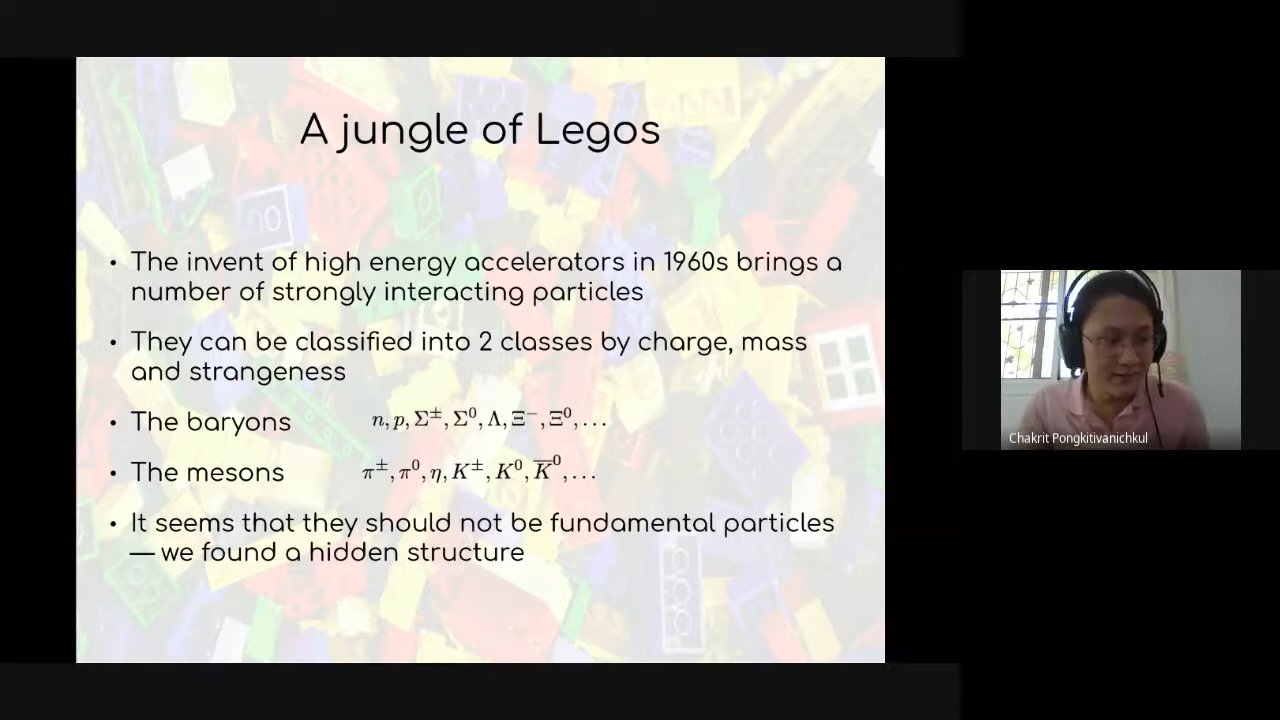 A jungle of Legos
• The invent of high energy accelerators in 1960s brings a
number of strongly interacting particles
• They can be classified into 2 classes by charge, mass
and strangeness
• The baryons n, p, Σ±, Σ⁰, Λ, Ξ⁻, Ξ⁰, . . .
• The mesons π±, π⁰, η, K±, K⁰, K̅⁰, . . .
• It seems that they should not be fundamental particles
— we found a hidden structure
Chakrit Pongkitivanichkul